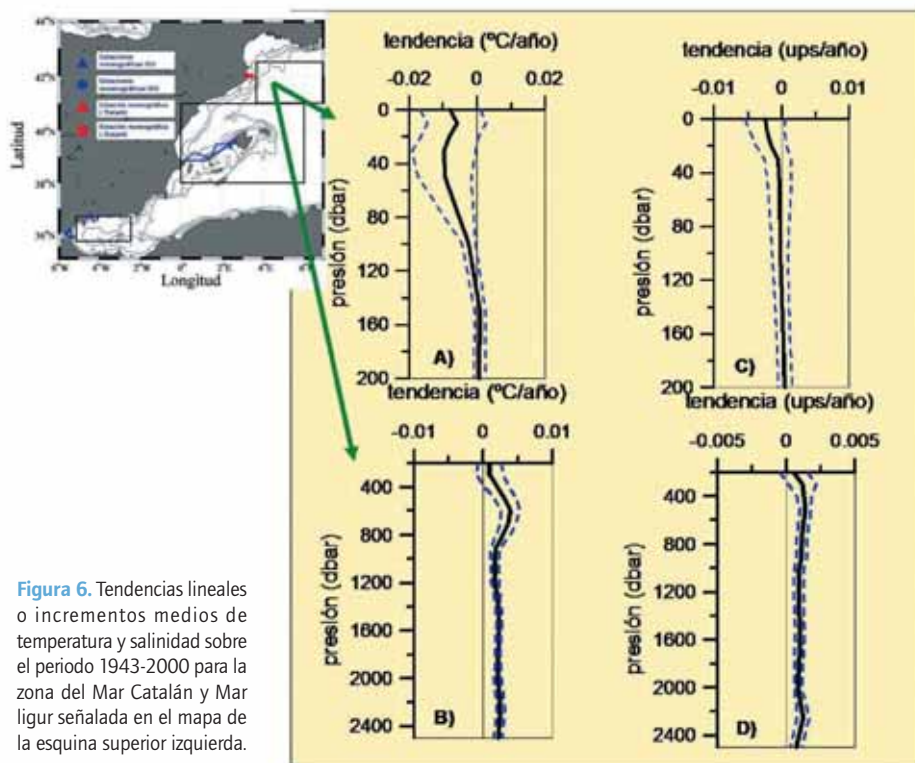 44°N
42°N
40°N
38°N
36°N
Latitud
Longitud
tendencia (ºC/año)
-0.02 0 0.02
0
40
80
120
160
200
presión (dbar)
A)
tendencia (ups/año)
-0.01 0 0.01
0
40
80
120
160
200
presión (dbar)
C)
tendencia (ºC/año)
-0.01 0 0.01
400
800
1200
1600
2000
2400
presión (dbar)
B)
tendencia (ups/año)
-0.005 0 0.005
400
800
1200
1600
2000
2400
presión (dbar)
D)
Figura 6. Tendencias lineales
o incrementos medios de
temperatura y salinidad sobre
el periodo 1943-2000 para la
zona del Mar Catalán y Mar
ligur señalada en el mapa de
la esquina superior izquierda.